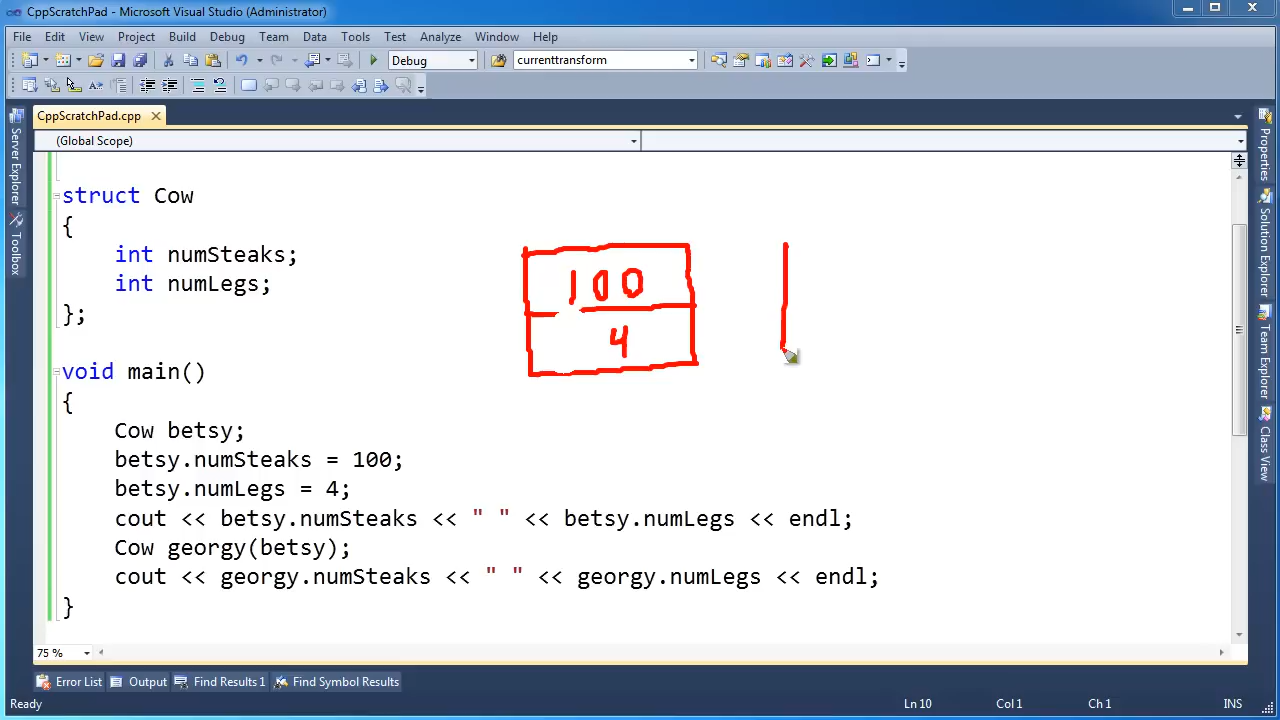 CppScratchPad - Microsoft Visual Studio (Administrator)
File Edit View Project Build Debug Team Data Tools Test Analyze Window Help
Debug currenttransform
CppScratchPad.cpp
(Global Scope)
Server Explorer
Toolbox
Properties
Solution Explorer
Team Explorer
Class View
struct Cow
{
int numSteaks;
int numLegs;
};
100
4
void main()
{
Cow betsy;
betsy.numSteaks = 100;
betsy.numLegs = 4;
cout << betsy.numSteaks << " " << betsy.numLegs << endl;
Cow georgy(betsy);
cout << georgy.numSteaks << " " << georgy.numLegs << endl;
}
75 %
Error List Output Find Results 1 Find Symbol Results
Ready Ln 10 Col 1 Ch 1 INS